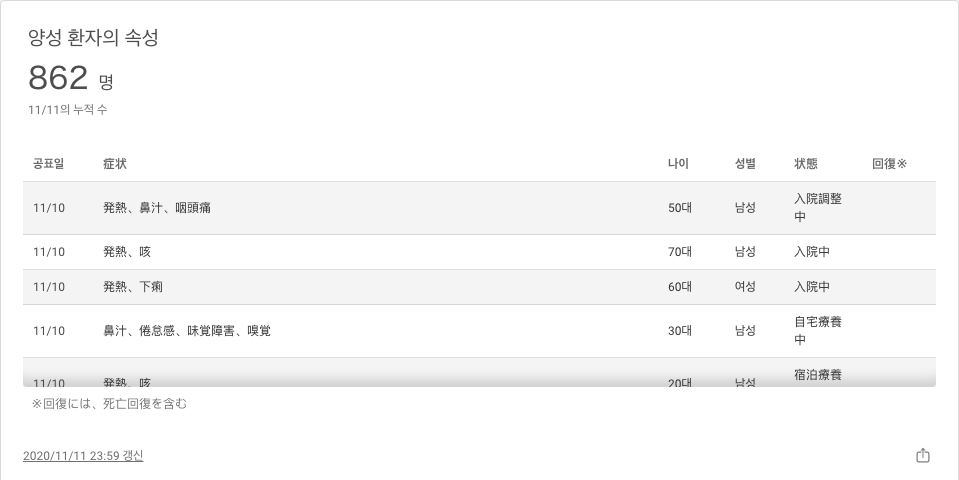 양성 환자의 속성
862 명
11/11의 누적 수
공표일 症状 나이 성별 状態 回復※
11/10 発熱、鼻汁、咽頭痛 50대 남성 入院調整
中
11/10 発熱、咳 70대 남성 入院中
11/10 発熱、下痢 60대 여성 入院中
11/10 鼻汁、倦怠感、味覚障害、嗅覚 30대 남성 自宅療養
中
11/10 発熱、咳 20대 남성 宿泊療養
※回復には、死亡回復を含む
2020/11/11 23:59 갱신